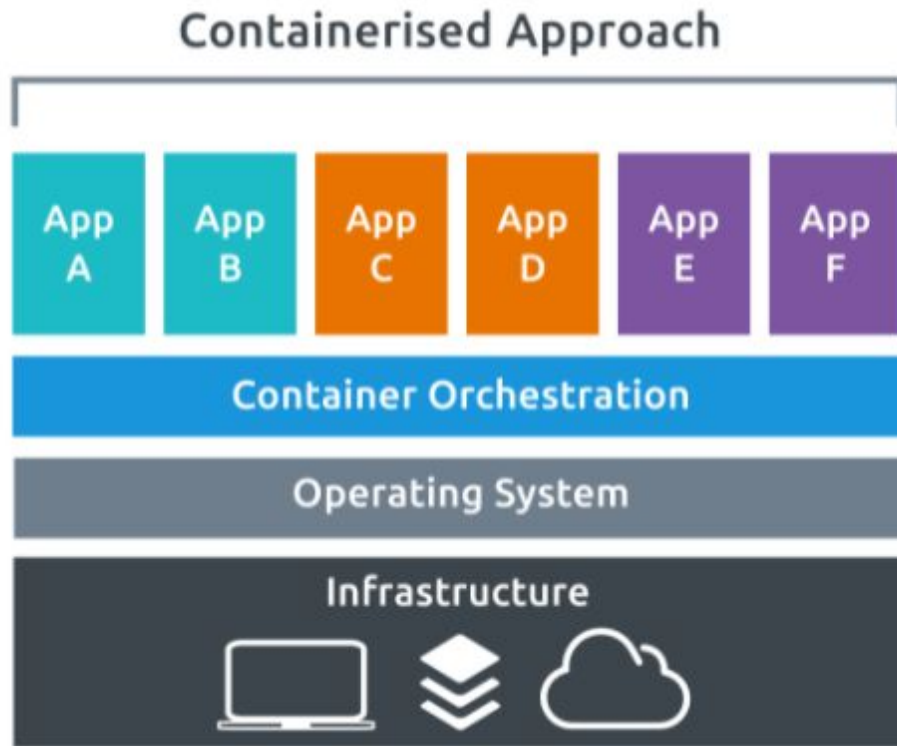 Containerised Approach
App App App App App App
A B C D E F
Container Orchestration
Operating System
Infrastructure